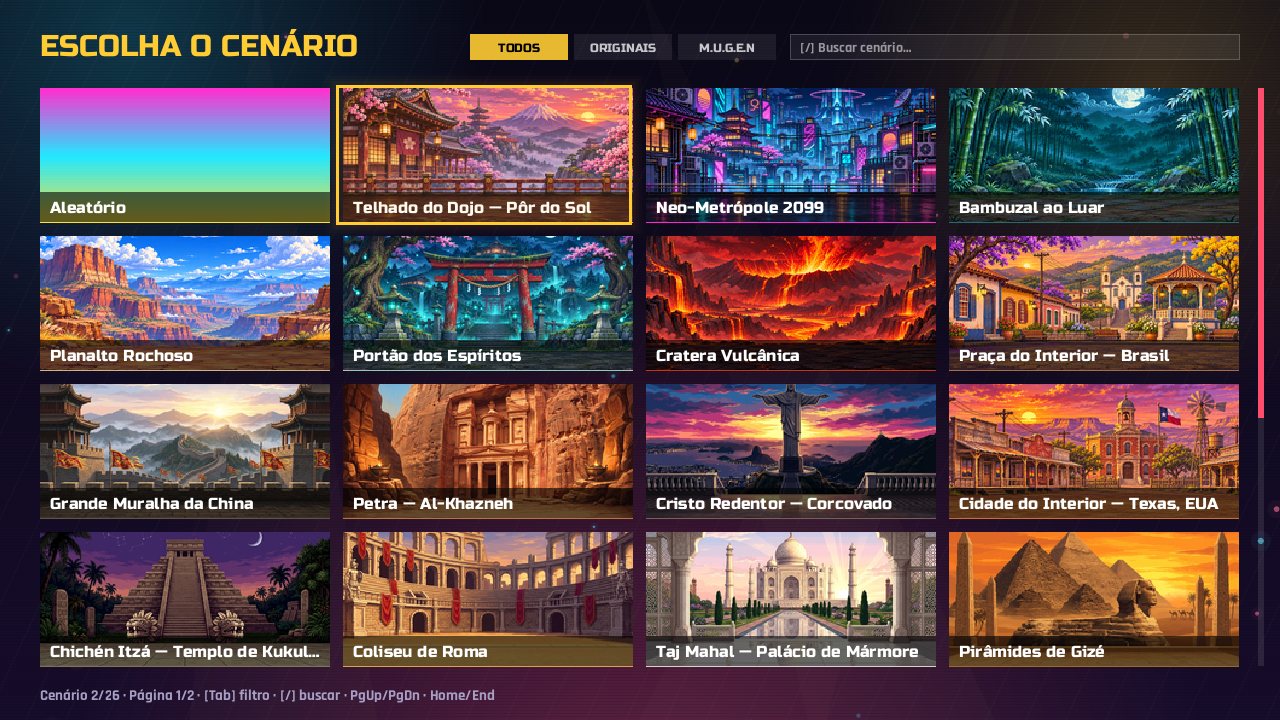 ESCOLHA O CENÁRIO
TODOS
ORIGINAIS
M.U.G.E.N
[/] Buscar cenário...
Aleatório
Telhado do Dojo — Pôr do Sol
Neo-Metrópole 2099
Bambuzal ao Luar
Planalto Rochoso
Portão dos Espíritos
Cratera Vulcânica
Praça do Interior — Brasil
Grande Muralha da China
Petra — Al-Khazneh
Cristo Redentor — Corcovado
Cidade do Interior — Texas, EUA
Chichén Itzá — Templo de Kukul...
Coliseu de Roma
Taj Mahal — Palácio de Mármore
Pirâmides de Gizé
Cenário 2/26 · Página 1/2 · [Tab] filtro · [/] buscar · PgUp/PgDn · Home/End